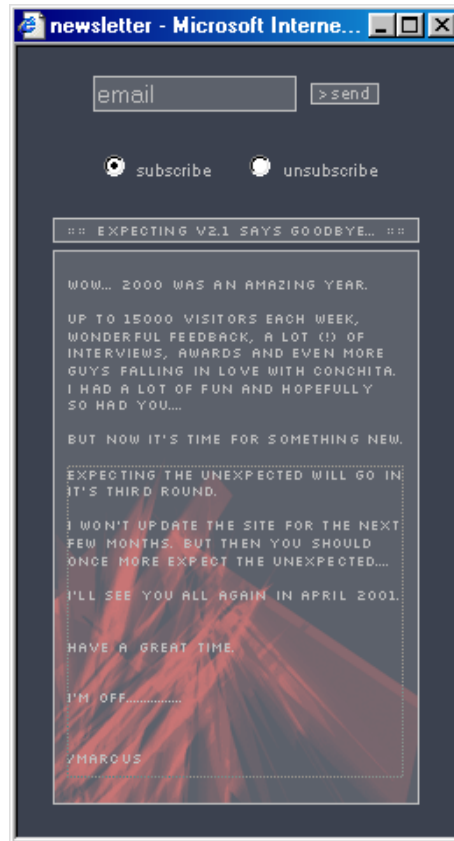 newsletter - Microsoft Interne...
email
> send
subscribe unsubscribe
:: EXPECTING V2.1 SAYS GOODBYE... ::
WOW... 2000 WAS AN AMAZING YEAR.
UP TO 15000 VISITORS EACH WEEK,
WONDERFUL FEEDBACK, A LOT (!) OF
INTERVIEWS, AWARDS AND EVEN MORE
GUYS FALLING IN LOVE WITH CONCHITA.
I HAD A LOT OF FUN AND HOPEFULLY
SO HAD YOU....
BUT NOW IT'S TIME FOR SOMETHING NEW.
EXPECTING THE UNEXPECTED WILL GO IN
IT'S THIRD ROUND.
I WON'T UPDATE THE SITE FOR THE NEXT
FEW MONTHS. BUT THEN YOU SHOULD
ONCE MORE EXPECT THE UNEXPECTED....
I'LL SEE YOU ALL AGAIN IN APRIL 2001.
HAVE A GREAT TIME.
I'M OFF...............
/MARCUS